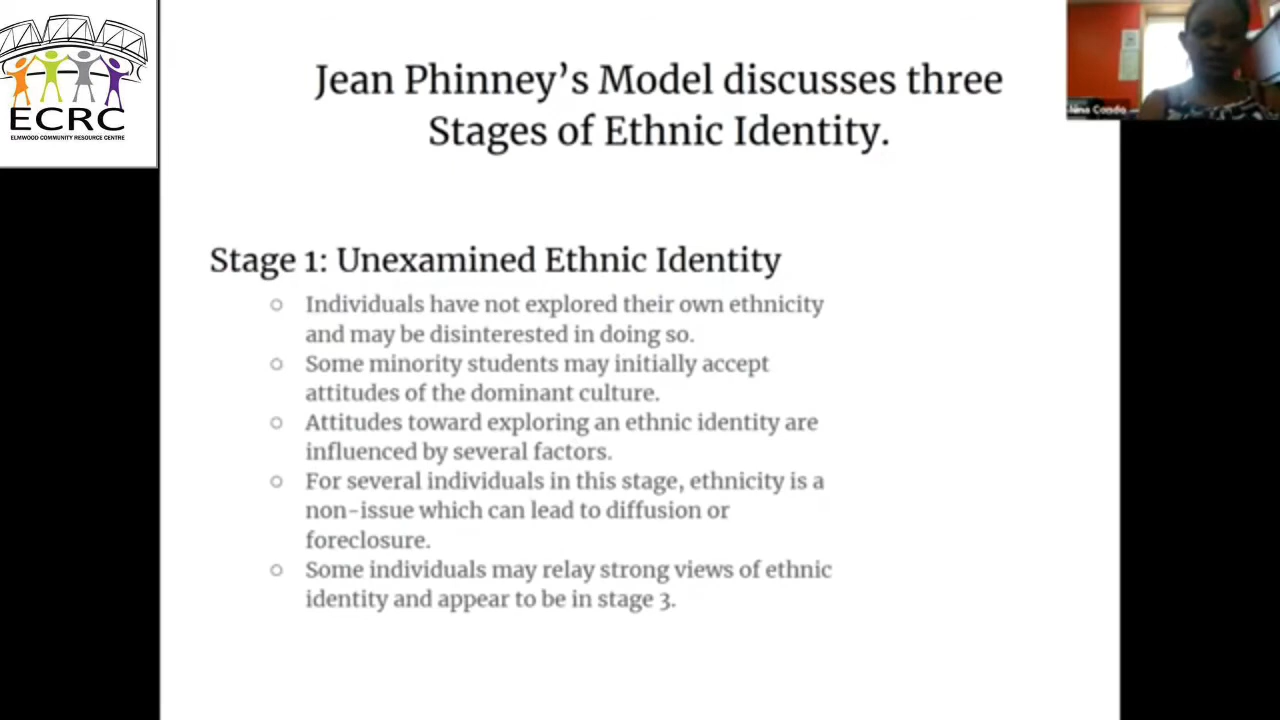 ECRC
ELMWOOD COMMUNITY RESOURCE CENTRE
Jean Phinney’s Model discusses three
Stages of Ethnic Identity.
Nina Condo
Stage 1: Unexamined Ethnic Identity
○ Individuals have not explored their own ethnicity
and may be disinterested in doing so.
○ Some minority students may initially accept
attitudes of the dominant culture.
○ Attitudes toward exploring an ethnic identity are
influenced by several factors.
○ For several individuals in this stage, ethnicity is a
non-issue which can lead to diffusion or
foreclosure.
○ Some individuals may relay strong views of ethnic
identity and appear to be in stage 3.